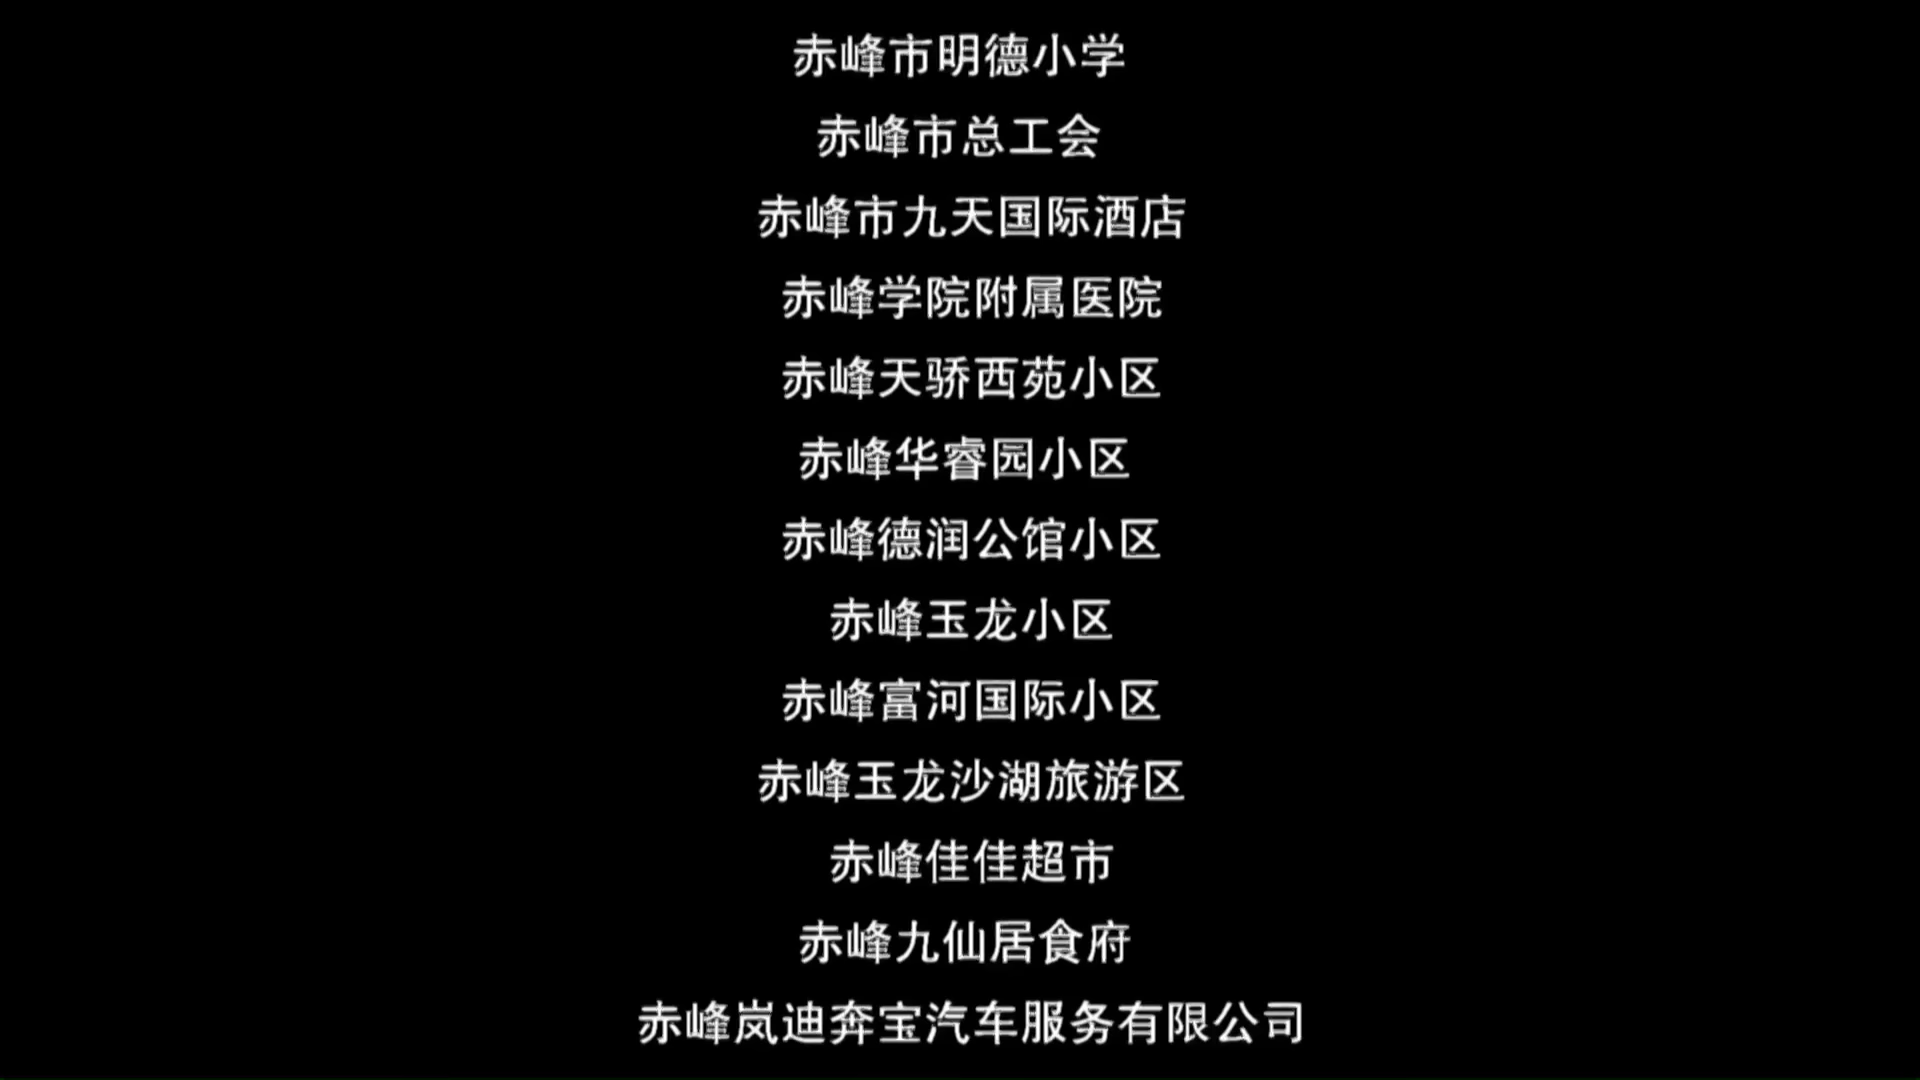 赤峰市明德小学
赤峰市总工会
赤峰市九天国际酒店
赤峰学院附属医院
赤峰天骄西苑小区
赤峰华睿园小区
赤峰德润公馆小区
赤峰玉龙小区
赤峰富河国际小区
赤峰玉龙沙湖旅游区
赤峰佳佳超市
赤峰九仙居食府
赤峰岚迪奔宝汽车服务有限公司